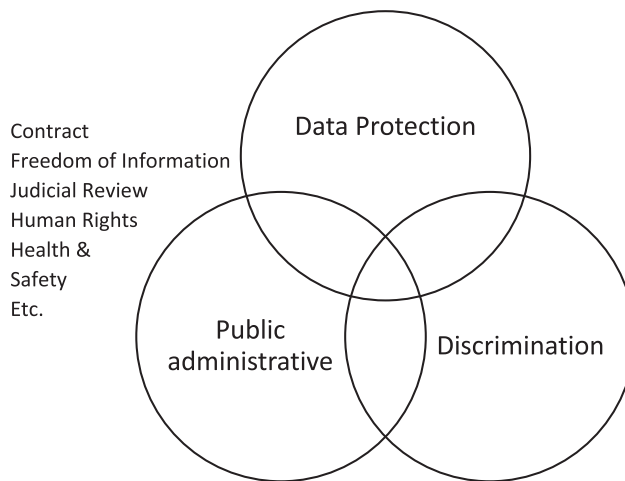 Data Protection
Contract
Freedom of Information
Judicial Review
Human Rights
Health &
Safety
Etc.
Public
administrative
Discrimination